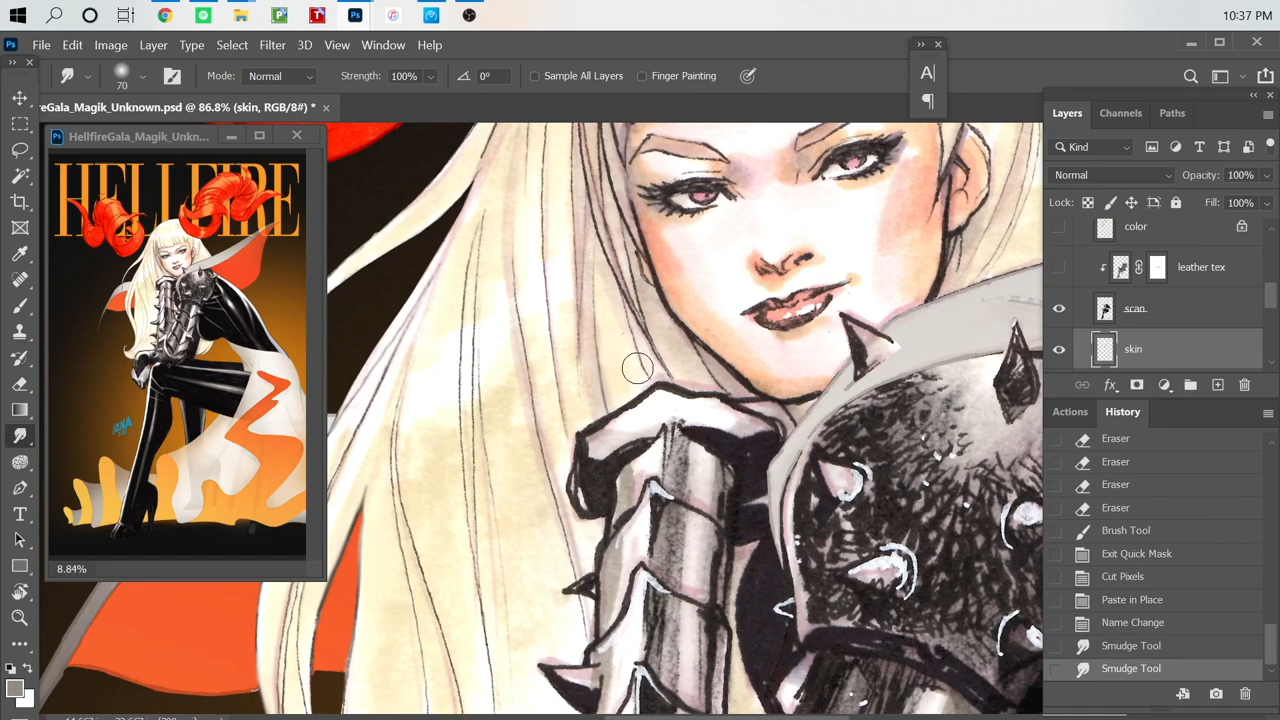 10:37 PM
Ps File Edit Image Layer Type Select Filter 3D View Window Help
70 Mode: Normal Strength: 100% 0° Sample All Layers Finger Painting
reGala_Magik_Unknown.psd @ 86.8% (skin, RGB/8#) *
HellfireGala_Magik_Unkn...
HELLFIRE
8.84%
Layers Channels Paths
Kind
Normal Opacity: 100%
Lock: Fill: 100%
color
leather tex
scan
skin
fx
Actions History
Eraser
Eraser
Eraser
Eraser
Brush Tool
Exit Quick Mask
Cut Pixels
Paste in Place
Name Change
Smudge Tool
Smudge Tool